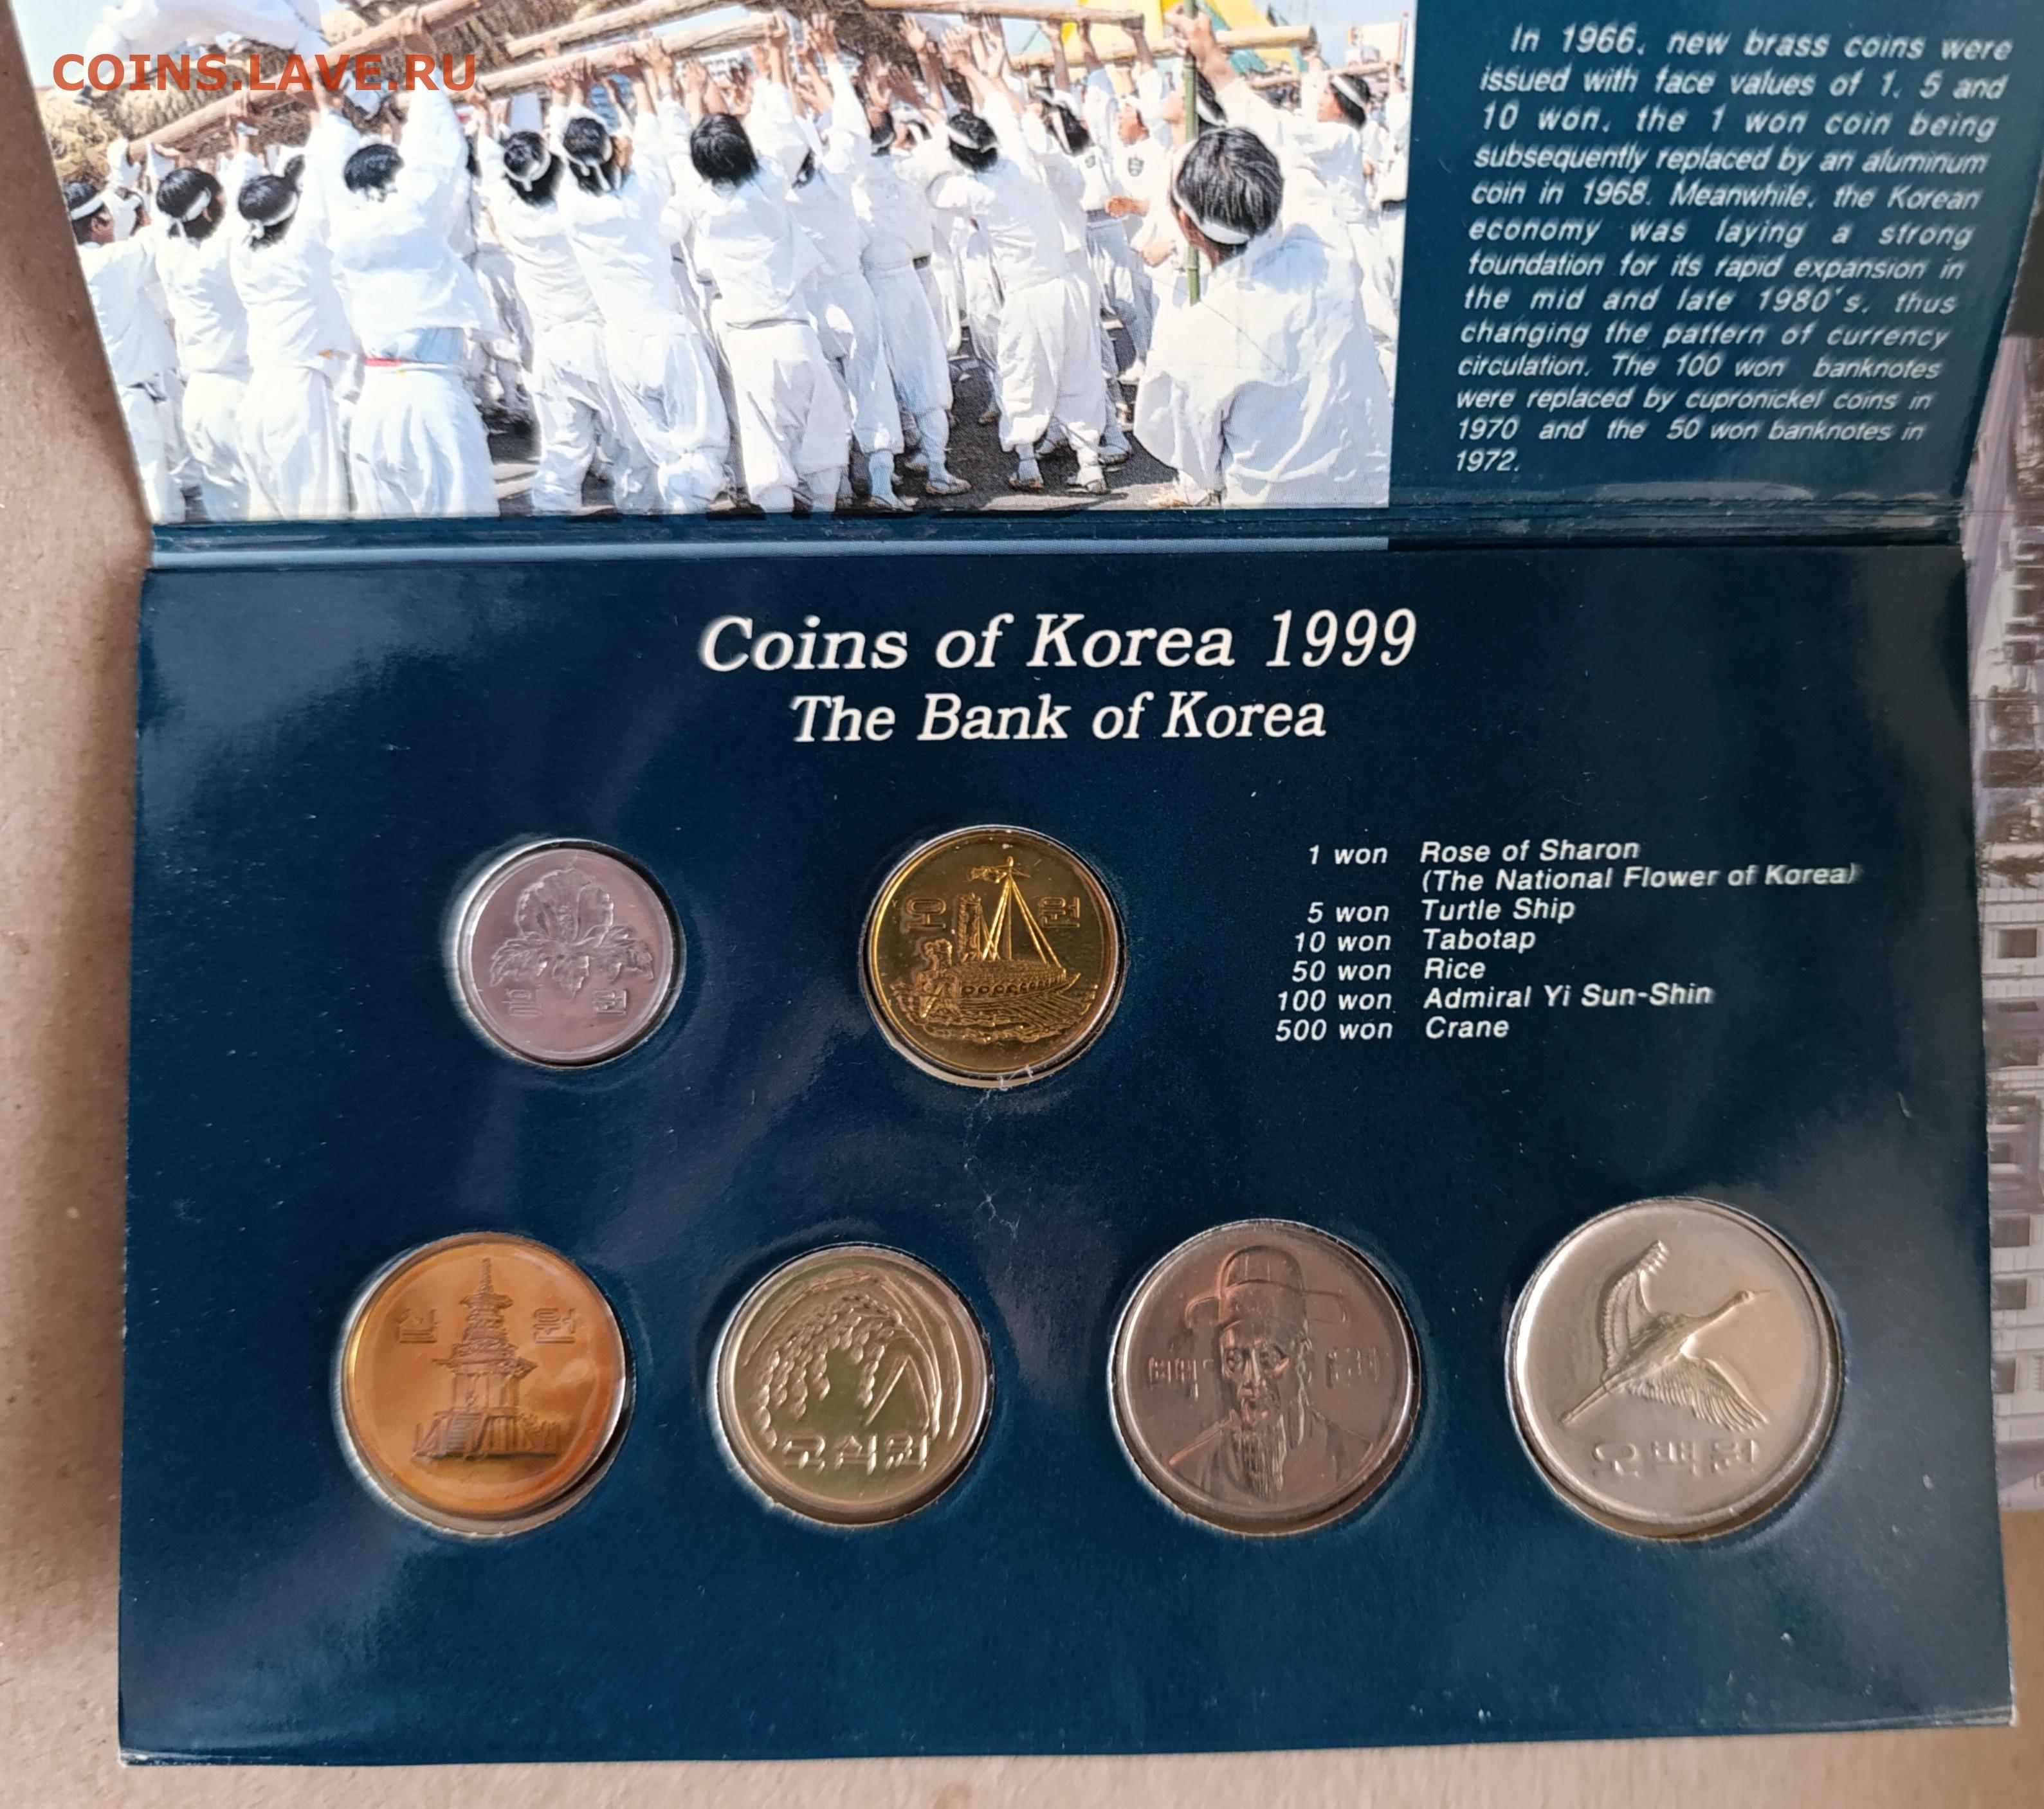 COINS.LAVE.RU
In 1966, new brass coins were
issued with face values of 1, 5 and
10 won, the 1 won coin being
subsequently replaced by an aluminum
coin in 1968. Meanwhile, the Korean
economy was laying a strong
foundation for its rapid expansion in
the mid and late 1980's, thus
changing the pattern of currency
circulation. The 100 won banknotes
were replaced by cupronickel coins in
1970 and the 50 won banknotes in
1972.
Coins of Korea 1999
The Bank of Korea
1 won Rose of Sharon
(The National Flower of Korea)
5 won Turtle Ship
10 won Tabotap
50 won Rice
100 won Admiral Yi Sun-Shin
500 won Crane
일 원
오 원
십 원
오십원
백 원
오백원